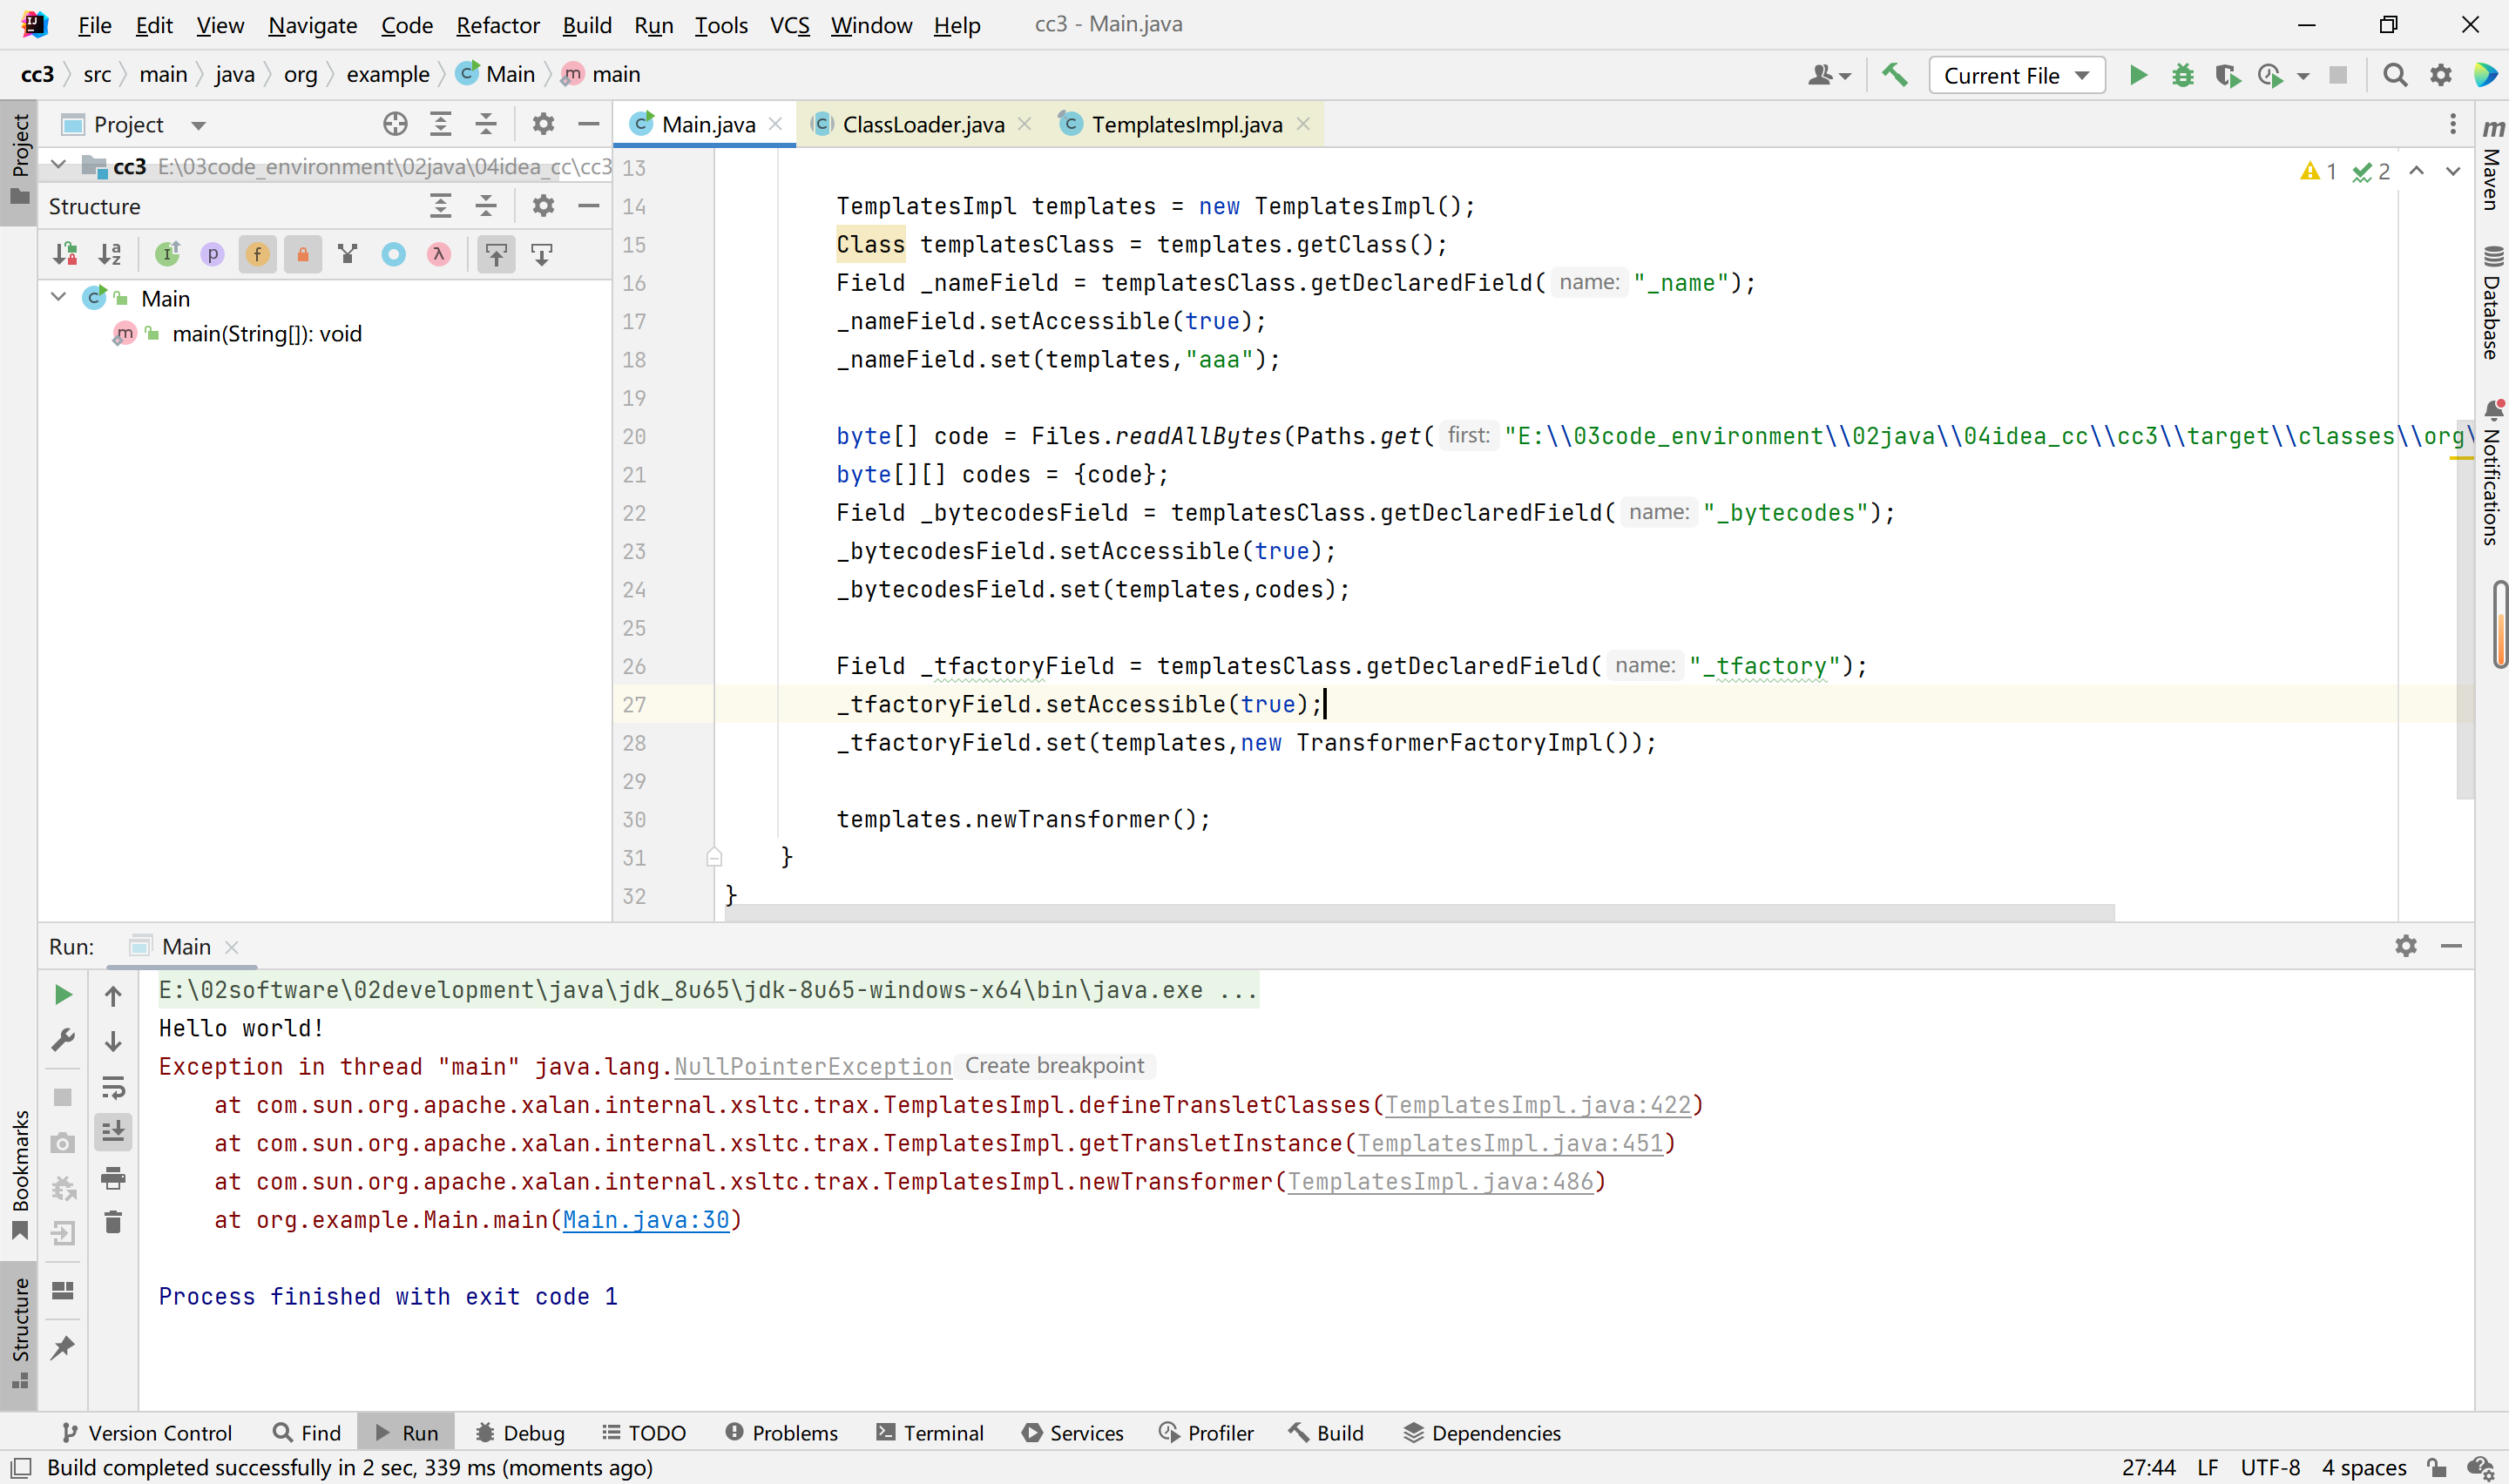 File Edit View Navigate Code Refactor Build Run Tools VCS Window Help cc3 - Main.java
cc3 src main java org example Main main
Current File
Project
Main.java ClassLoader.java TemplatesImpl.java
cc3 E:\03code_environment\02java\04idea_cc\cc3
Structure
Main
main(String[]): void
1 2
13
14 TemplatesImpl templates = new TemplatesImpl();
15 Class templatesClass = templates.getClass();
16 Field _nameField = templatesClass.getDeclaredField( name: "_name");
17 _nameField.setAccessible(true);
18 _nameField.set(templates,"aaa");
19
20 byte[] code = Files.readAllBytes(Paths.get( first: "E:\\03code_environment\\02java\\04idea_cc\\cc3\\target\\classes\\org\
21 byte[][] codes = {code};
22 Field _bytecodesField = templatesClass.getDeclaredField( name: "_bytecodes");
23 _bytecodesField.setAccessible(true);
24 _bytecodesField.set(templates,codes);
25
26 Field _tfactoryField = templatesClass.getDeclaredField( name: "_tfactory");
27 _tfactoryField.setAccessible(true);
28 _tfactoryField.set(templates,new TransformerFactoryImpl());
29
30 templates.newTransformer();
31 }
32 }
Run: Main
E:\02software\02development\java\jdk_8u65\jdk-8u65-windows-x64\bin\java.exe ...
Hello world!
Exception in thread "main" java.lang.NullPointerException Create breakpoint
at com.sun.org.apache.xalan.internal.xsltc.trax.TemplatesImpl.defineTransletClasses(TemplatesImpl.java:422)
at com.sun.org.apache.xalan.internal.xsltc.trax.TemplatesImpl.getTransletInstance(TemplatesImpl.java:451)
at com.sun.org.apache.xalan.internal.xsltc.trax.TemplatesImpl.newTransformer(TemplatesImpl.java:486)
at org.example.Main.main(Main.java:30)
Process finished with exit code 1
Project
Bookmarks
Structure
Maven
Database
Notifications
Version Control Find Run Debug TODO Problems Terminal Services Profiler Build Dependencies
Build completed successfully in 2 sec, 339 ms (moments ago) 27:44 LF UTF-8 4 spaces